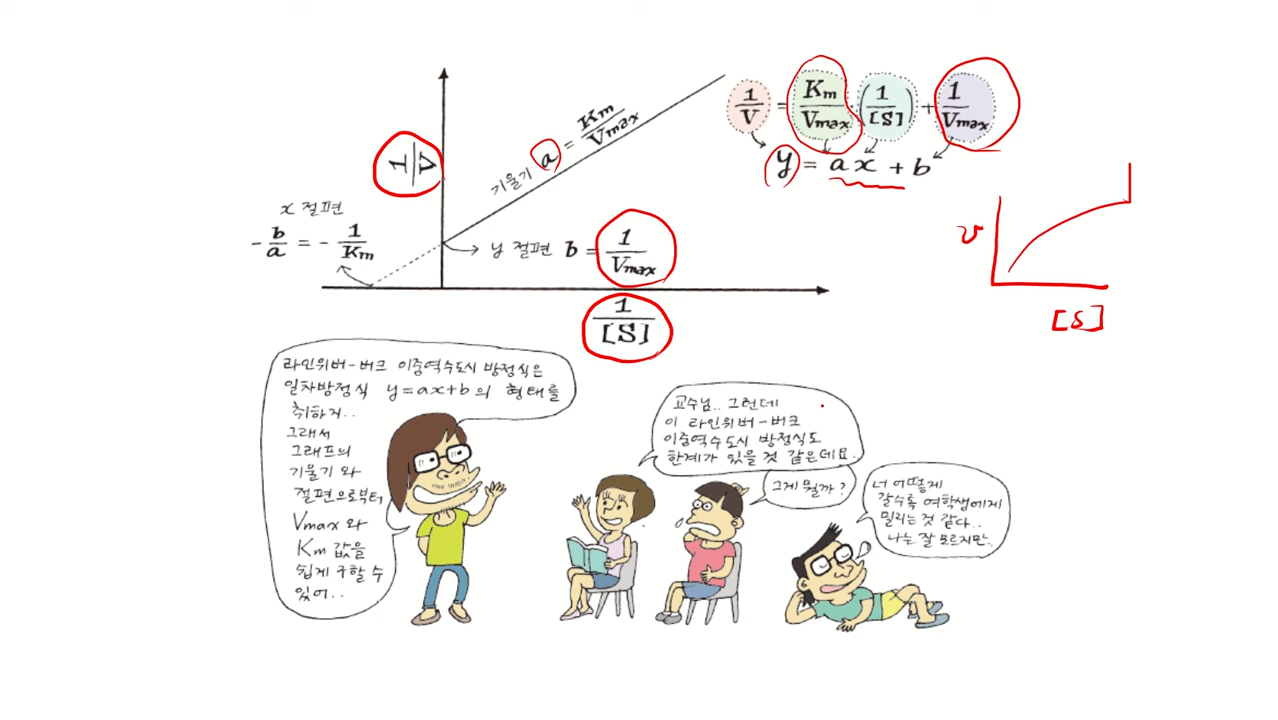 1/V
기울기 a = Km/Vmax
x 절편
-b/a = -1/Km
y 절편 b = 1/Vmax
1/[S]
1/V = Km/Vmax (1/[S]) + 1/Vmax
y = ax + b
v
[S]
라인위버-버크 이중역수도시 방정식은
일차방정식 y=ax+b의 형태를
취하거..
그래서
그래프의
기울기 와
절편으로부터
Vmax 와
Km 값을
쉽게 구할 수
있어..
교수님.. 그런데
이 라인위버-버크
이중역수도시 방정식도
한계가 있을 것 같은데요.
그게 뭘까?
너 어떻게
갈수록 여학생에게
밀리는 것 같다..
나는 잘 모르지만..